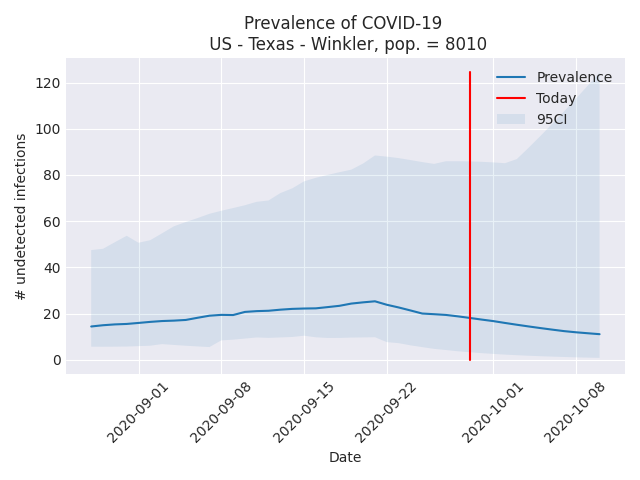 Prevalence of COVID-19
US - Texas - Winkler, pop. = 8010
# undetected infections
120
100
80
60
40
20
0
Prevalence
Today
95CI
2020-09-01
2020-09-08
2020-09-15
2020-09-22
2020-10-01
2020-10-08
Date